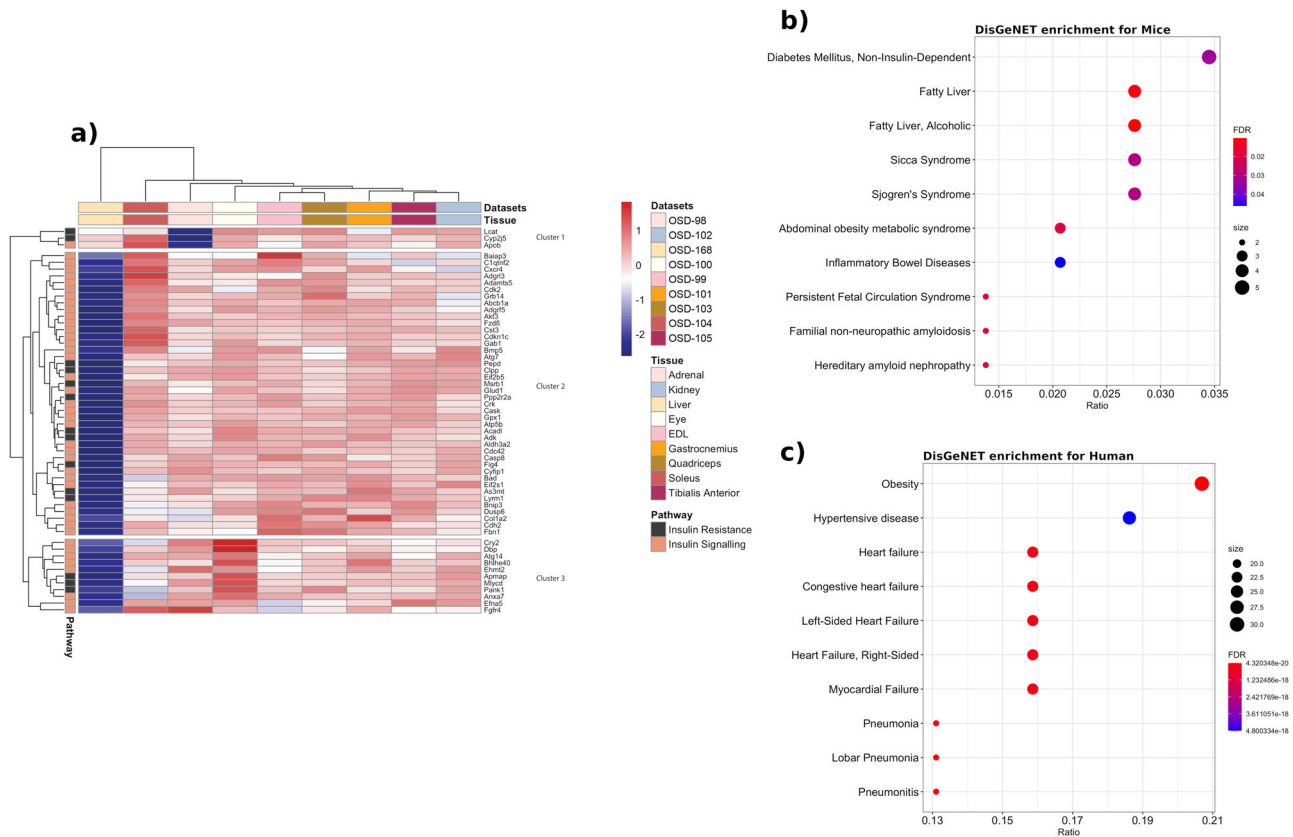 a)
Datasets
Tissue
Lcat
Cyp2j5
Apob
Cluster 1
Baiap3
C1qtnf2
Cxcr4
Adgrl3
Adamts5
Cdk2
Grb14
Abcb1a
Adgrf5
Akt3
Fzd8
Cst3
Cdkn1c
Gab1
Bmp5
Atg7
Pepd
Clpp
Eif2b5
Msrb1
Glud1
Ppp2r2a
Crk
Cask
Gpx1
Atp5b
Acadl
Adk
Aldh3a2
Cdc42
Casp8
Fig4
Cyfip1
Bad
Eif2s1
As3mt
Lyrm1
Bnip3
Dusp6
Col1a2
Cdh2
Fbn1
Cluster 2
Cry2
Dbp
Atg14
Bhlhe40
Ehmt2
Apmap
Mlycd
Pank1
Anxa7
Efna5
Fgfr4
Cluster 3
Pathway
1
0
-1
-2
Datasets
OSD-98
OSD-102
OSD-168
OSD-100
OSD-99
OSD-101
OSD-103
OSD-104
OSD-105
Tissue
Adrenal
Kidney
Liver
Eye
EDL
Gastrocnemius
Quadriceps
Soleus
Tibialis Anterior
Pathway
Insulin Resistance
Insulin Signalling
b)
DisGeNET enrichment for Mice
Diabetes Mellitus, Non-Insulin-Dependent
Fatty Liver
Fatty Liver, Alcoholic
Sicca Syndrome
Sjogren's Syndrome
Abdominal obesity metabolic syndrome
Inflammatory Bowel Diseases
Persistent Fetal Circulation Syndrome
Familial non-neuropathic amyloidosis
Hereditary amyloid nephropathy
0.015 0.020 0.025 0.030 0.035
Ratio
FDR
0.02
0.03
0.04
size
2
3
4
5
c)
DisGeNET enrichment for Human
Obesity
Hypertensive disease
Heart failure
Congestive heart failure
Left-Sided Heart Failure
Heart Failure, Right-Sided
Myocardial Failure
Pneumonia
Lobar Pneumonia
Pneumonitis
0.13 0.15 0.17 0.19 0.21
Ratio
size
20.0
22.5
25.0
27.5
30.0
FDR
4.320348e-20
1.232486e-18
2.421769e-18
3.611051e-18
4.800334e-18